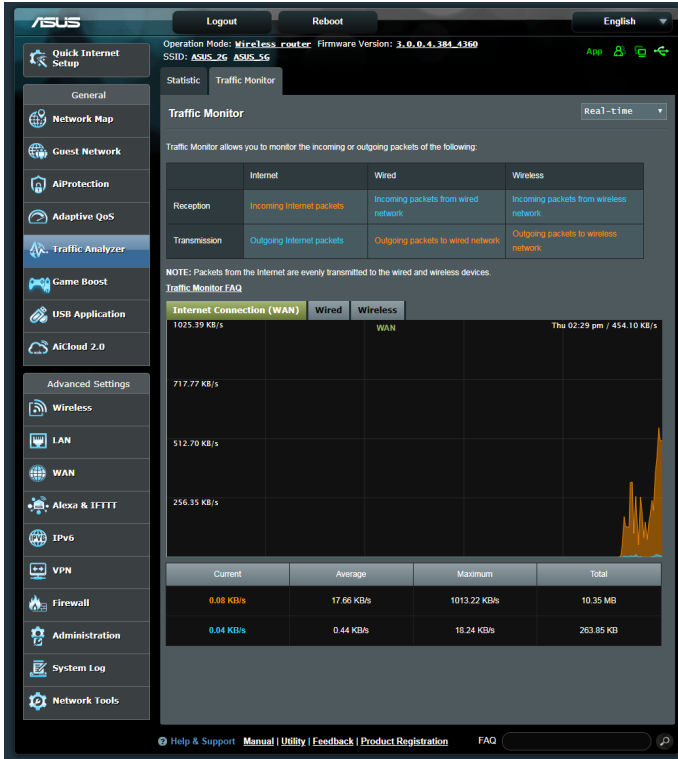 ASUS
Logout
Reboot
English
Quick Internet
Setup
Operation Mode: Wireless router Firmware Version: 3.0.0.4.384_4360
SSID: ASUS_2G ASUS_5G
App
Statistic
Traffic Monitor
General
Network Map
Guest Network
AiProtection
Adaptive QoS
Traffic Analyzer
Game Boost
USB Application
AiCloud 2.0
Advanced Settings
Wireless
LAN
WAN
Alexa & IFTTT
IPv6
VPN
Firewall
Administration
System Log
Network Tools
Traffic Monitor
Real-time
Traffic Monitor allows you to monitor the incoming or outgoing packets of the following:
Internet
Wired
Wireless
Reception
Incoming Internet packets
Incoming packets from wired
network
Incoming packets from wireless
network
Transmission
Outgoing Internet packets
Outgoing packets to wired network
Outgoing packets to wireless
network
NOTE: Packets from the Internet are evenly transmitted to the wired and wireless devices.
Traffic Monitor FAQ
Internet Connection (WAN)
Wired
Wireless
1025.39 KB/s
WAN
Thu 02:29 pm / 454.10 KB/s
717.77 KB/s
512.70 KB/s
256.35 KB/s
Current
Average
Maximum
Total
0.08 KB/s
17.66 KB/s
1013.22 KB/s
10.35 MB
0.04 KB/s
0.44 KB/s
18.24 KB/s
263.85 KB
Help & Support
Manual | Utility | Feedback | Product Registration
FAQ